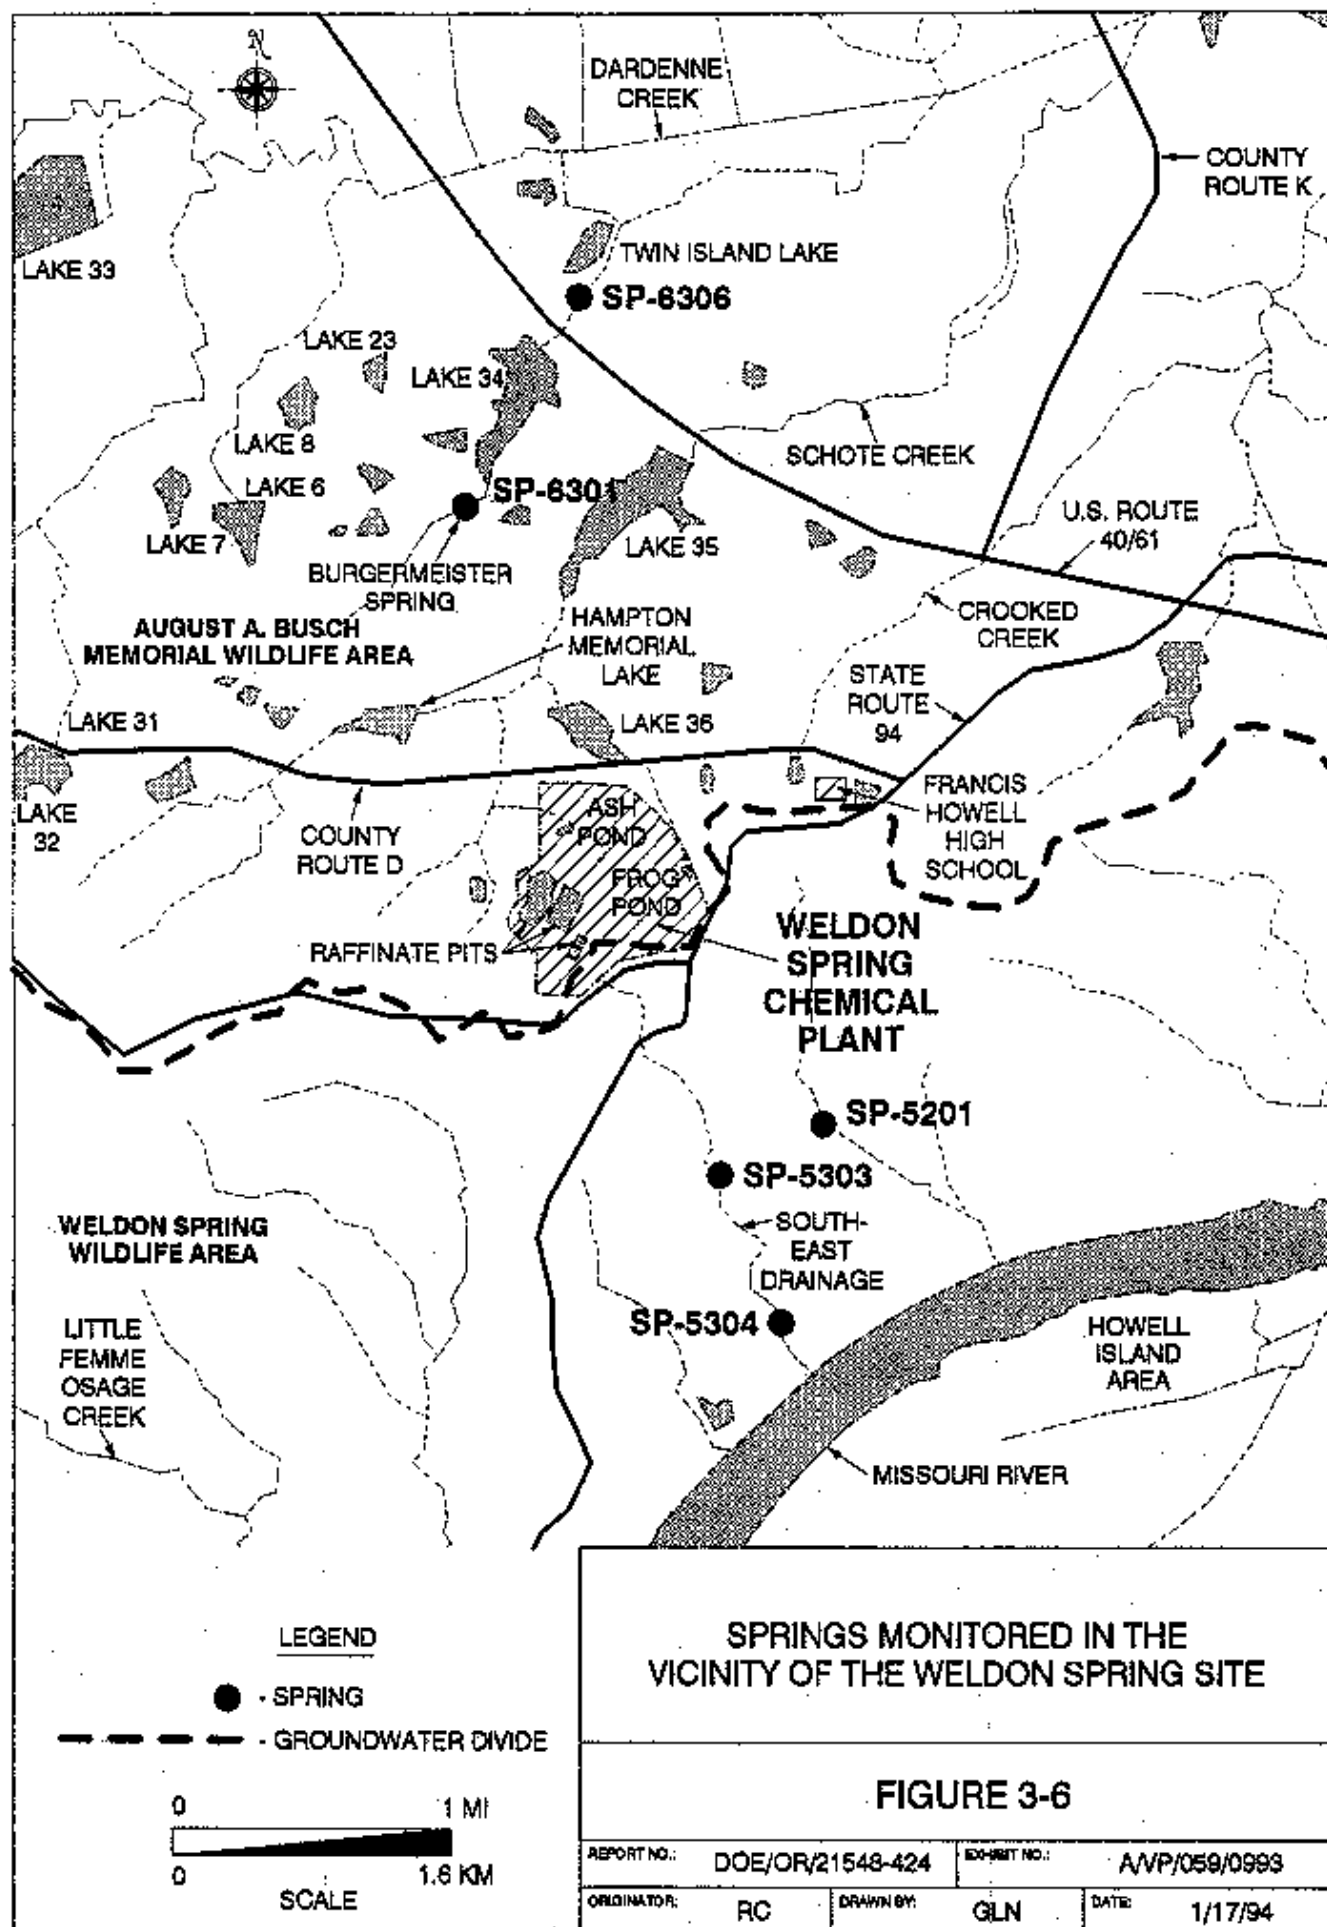 N
DARDENNE
CREEK
COUNTY
ROUTE K
TWIN ISLAND LAKE
LAKE 33
SP-6306
LAKE 23
LAKE 34
LAKE 8
SCHOTE CREEK
LAKE 6
SP-6301
U.S. ROUTE
40/61
LAKE 7
LAKE 35
BURGERMEISTER
SPRING
CROOKED
CREEK
HAMPTON
MEMORIAL
LAKE
AUGUST A. BUSCH
MEMORIAL WILDLIFE AREA
STATE
ROUTE
94
LAKE 31
LAKE 36
LAKE
32
COUNTY
ROUTE D
ASH
POND
FRANCIS
HOWELL
HIGH
SCHOOL
FROG
POND
RAFFINATE PITS
WELDON
SPRING
CHEMICAL
PLANT
SP-5201
SP-5303
WELDON SPRING
WILDLIFE AREA
SOUTH-
EAST
DRAINAGE
SP-5304
LITTLE
FEMME
OSAGE
CREEK
HOWELL
ISLAND
AREA
MISSOURI RIVER
LEGEND
- SPRING
- GROUNDWATER DIVIDE
0 1 MI
0 1.6 KM
SCALE
SPRINGS MONITORED IN THE
VICINITY OF THE WELDON SPRING SITE
FIGURE 3-6
REPORT NO.: DOE/OR/21548-424 EXHIBIT NO.: A/VP/059/0993
ORIGINATOR: RC DRAWN BY: GLN DATE: 1/17/94